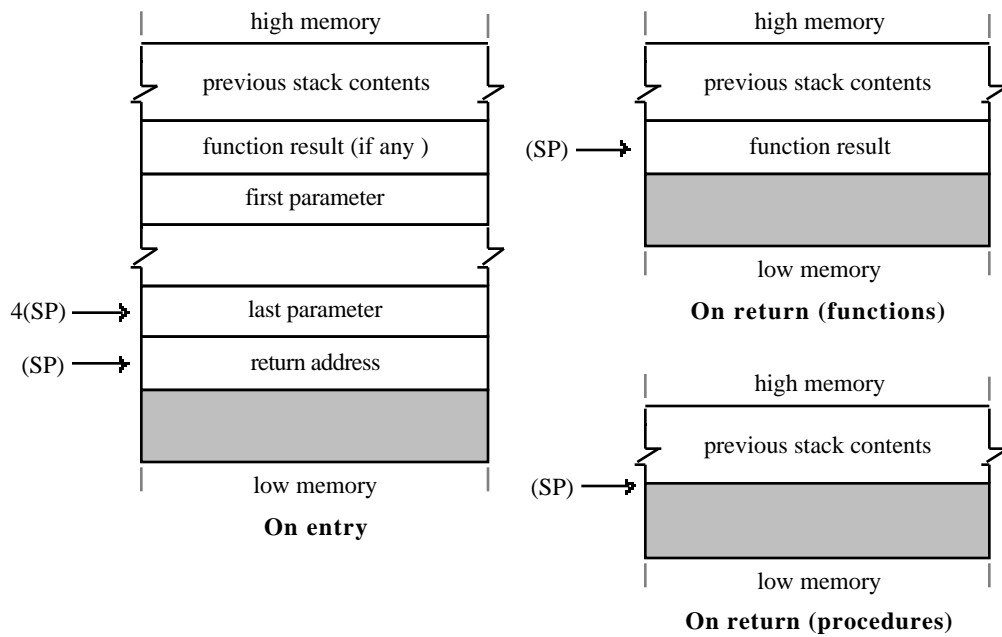 high memory
previous stack contents
function result (if any )
first parameter
4(SP)
last parameter
(SP)
return address
low memory
On entry
high memory
previous stack contents
(SP)
function result
low memory
On return (functions)
high memory
previous stack contents
(SP)
low memory
On return (procedures)